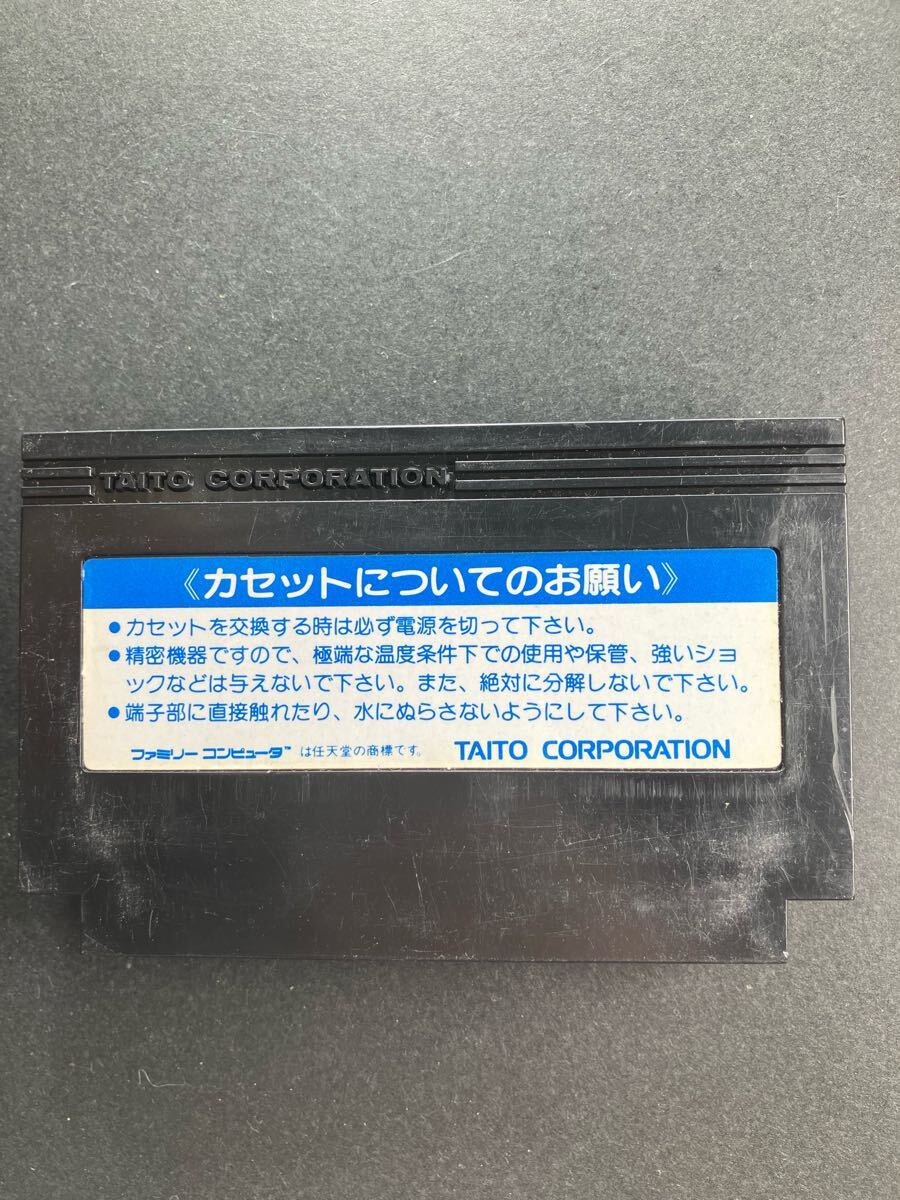 TAITO CORPORATION
《カセットについてのお願い》
●カセットを交換する時は必ず電源を切って下さい。
●精密機器ですので、極端な温度条件下での使用や保管、強いショ
ックなどは与えないで下さい。また、絶対に分解しないで下さい。
●端子部に直接触れたり、水にぬらさないようにして下さい。
ファミリーコンピュータ™は任天堂の商標です。 TAITO CORPORATION